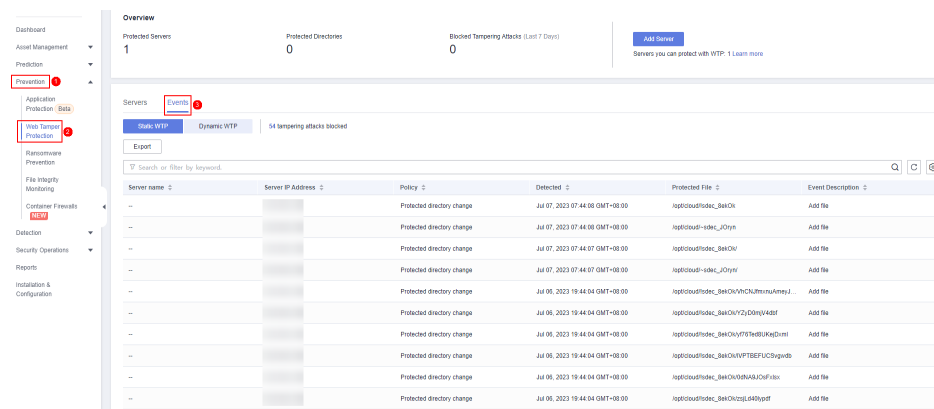 Overview
Dashboard
Asset Management
Prediction
Prevention 1
Application
Protection Beta
Web Tamper
Protection 2
Ransomware
Prevention
File Integrity
Monitoring
Container Firewalls
NEW
Detection
Security Operations
Reports
Installation &
Configuration
Protected Servers
1
Protected Directories
0
Blocked Tampering Attacks (Last 7 Days)
0
Add Server
Servers you can protect with WTP: 1 Learn more
Servers Events 3
Static WTP Dynamic WTP 54 tampering attacks blocked
Export
Search or filter by keyword.
Server name Server IP Address Policy Detected Protected File Event Description
-- Protected directory change Jul 07, 2023 07:44:08 GMT+08:00 /opt/cloud/!sdec_8ekOk Add file
-- Protected directory change Jul 07, 2023 07:44:08 GMT+08:00 /opt/cloud/~sdec_JOryn Add file
-- Protected directory change Jul 07, 2023 07:44:07 GMT+08:00 /opt/cloud/!sdec_8ekOk/ Add file
-- Protected directory change Jul 07, 2023 07:44:07 GMT+08:00 /opt/cloud/~sdec_JOryn/ Add file
-- Protected directory change Jul 06, 2023 19:44:04 GMT+08:00 Add file
-- Protected directory change Jul 06, 2023 19:44:04 GMT+08:00 /opt/cloud/!sdec_8ekOk/YZyD0mjV4dbf Add file
-- Protected directory change Jul 06, 2023 19:44:04 GMT+08:00 Add file
-- Protected directory change Jul 06, 2023 19:44:04 GMT+08:00 Add file
-- Protected directory change Jul 06, 2023 19:44:04 GMT+08:00 Add file
-- Protected directory change Jul 06, 2023 19:44:04 GMT+08:00 Add file